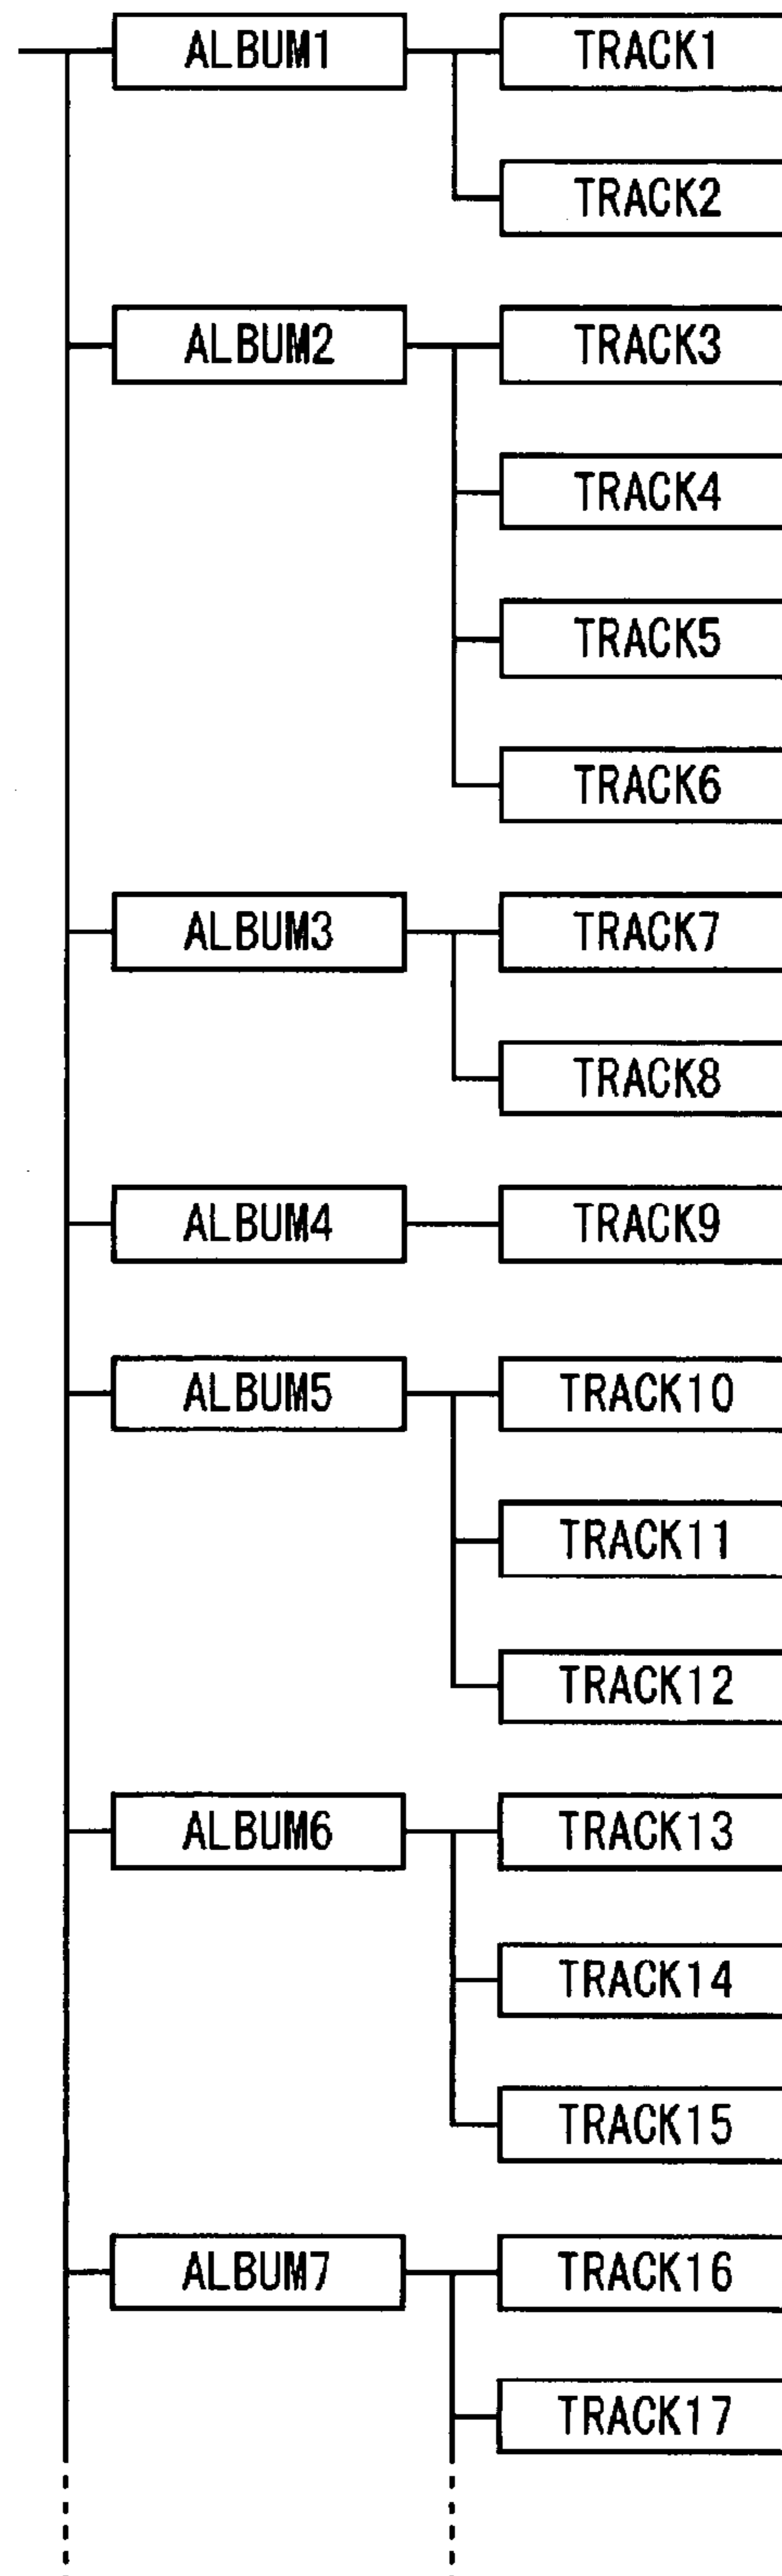 ALBUM1 TRACK1
TRACK2
ALBUM2 TRACK3
TRACK4
TRACK5
TRACK6
ALBUM3 TRACK7
TRACK8
ALBUM4 TRACK9
ALBUM5 TRACK10
TRACK11
TRACK12
ALBUM6 TRACK13
TRACK14
TRACK15
ALBUM7 TRACK16
TRACK17